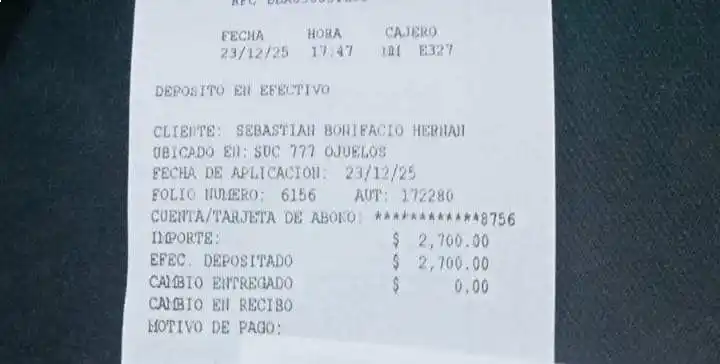 FECHA HORA CAJERO
23/12/25 17:47 E327
DEPOSITO EN EFECTIVO
CLIENTE: SEBASTIAN BONIFACIO HERNAN
UBICADO EN: SUC 777 OJUELOS
FECHA DE APLICACION: 23/12/25
FOLIO NUMERO: 6156 AUT: 172280
CUENTA/TARJETA DE ABONO: ************8756
IMPORTE: $ 2,700.00
EFEC. DEPOSITADO $ 2,700.00
CAMBIO ENTREGADO $ 0.00
CAMBIO EN RECIBO
MOTIVO DE PAGO: